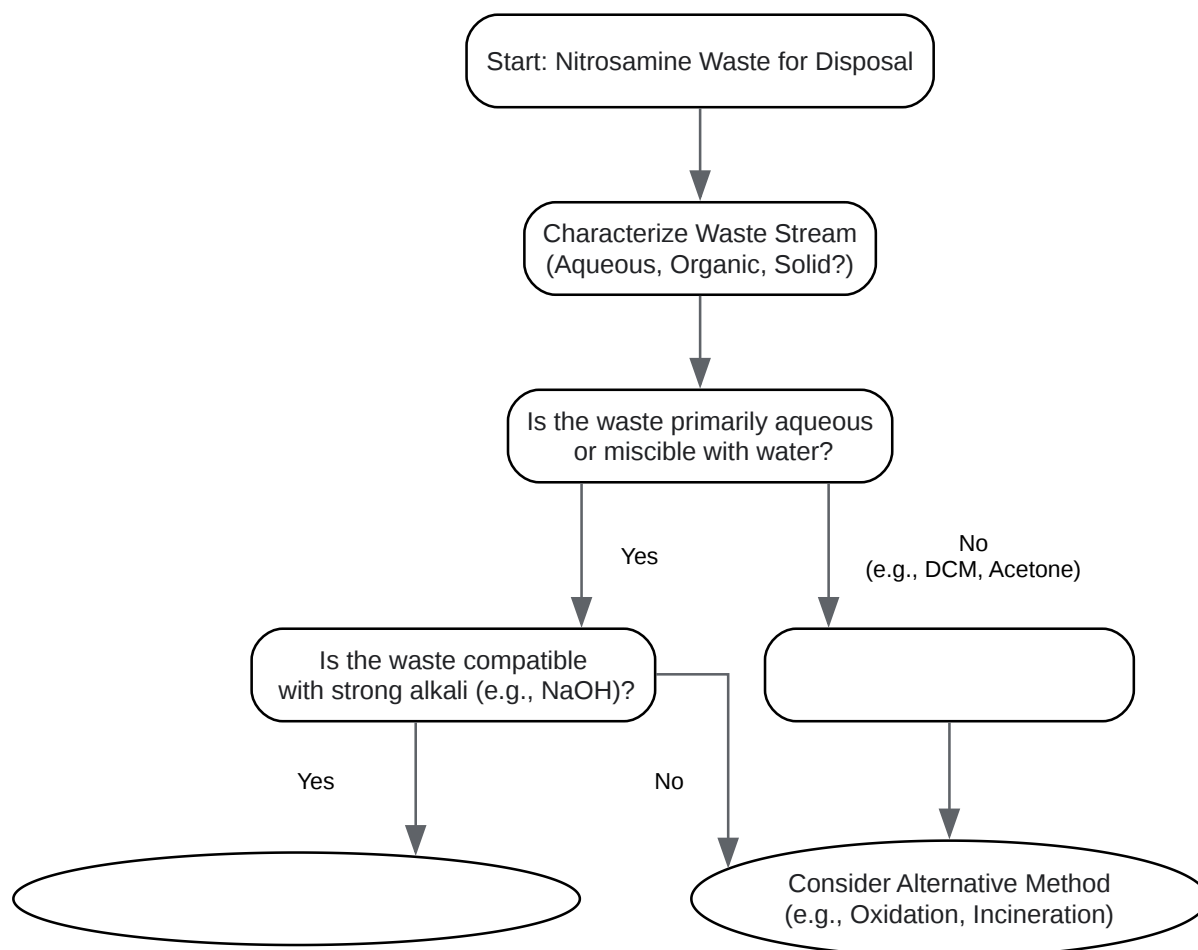 Start: Nitrosamine Waste for Disposal
Characterize Waste Stream
(Aqueous, Organic, Solid?)
Is the waste primarily aqueous
or miscible with water?
Yes
No
(e.g., DCM, Acetone)
Is the waste compatible
with strong alkali (e.g., NaOH)?
Yes
No
Consider Alternative Method
(e.g., Oxidation, Incineration)